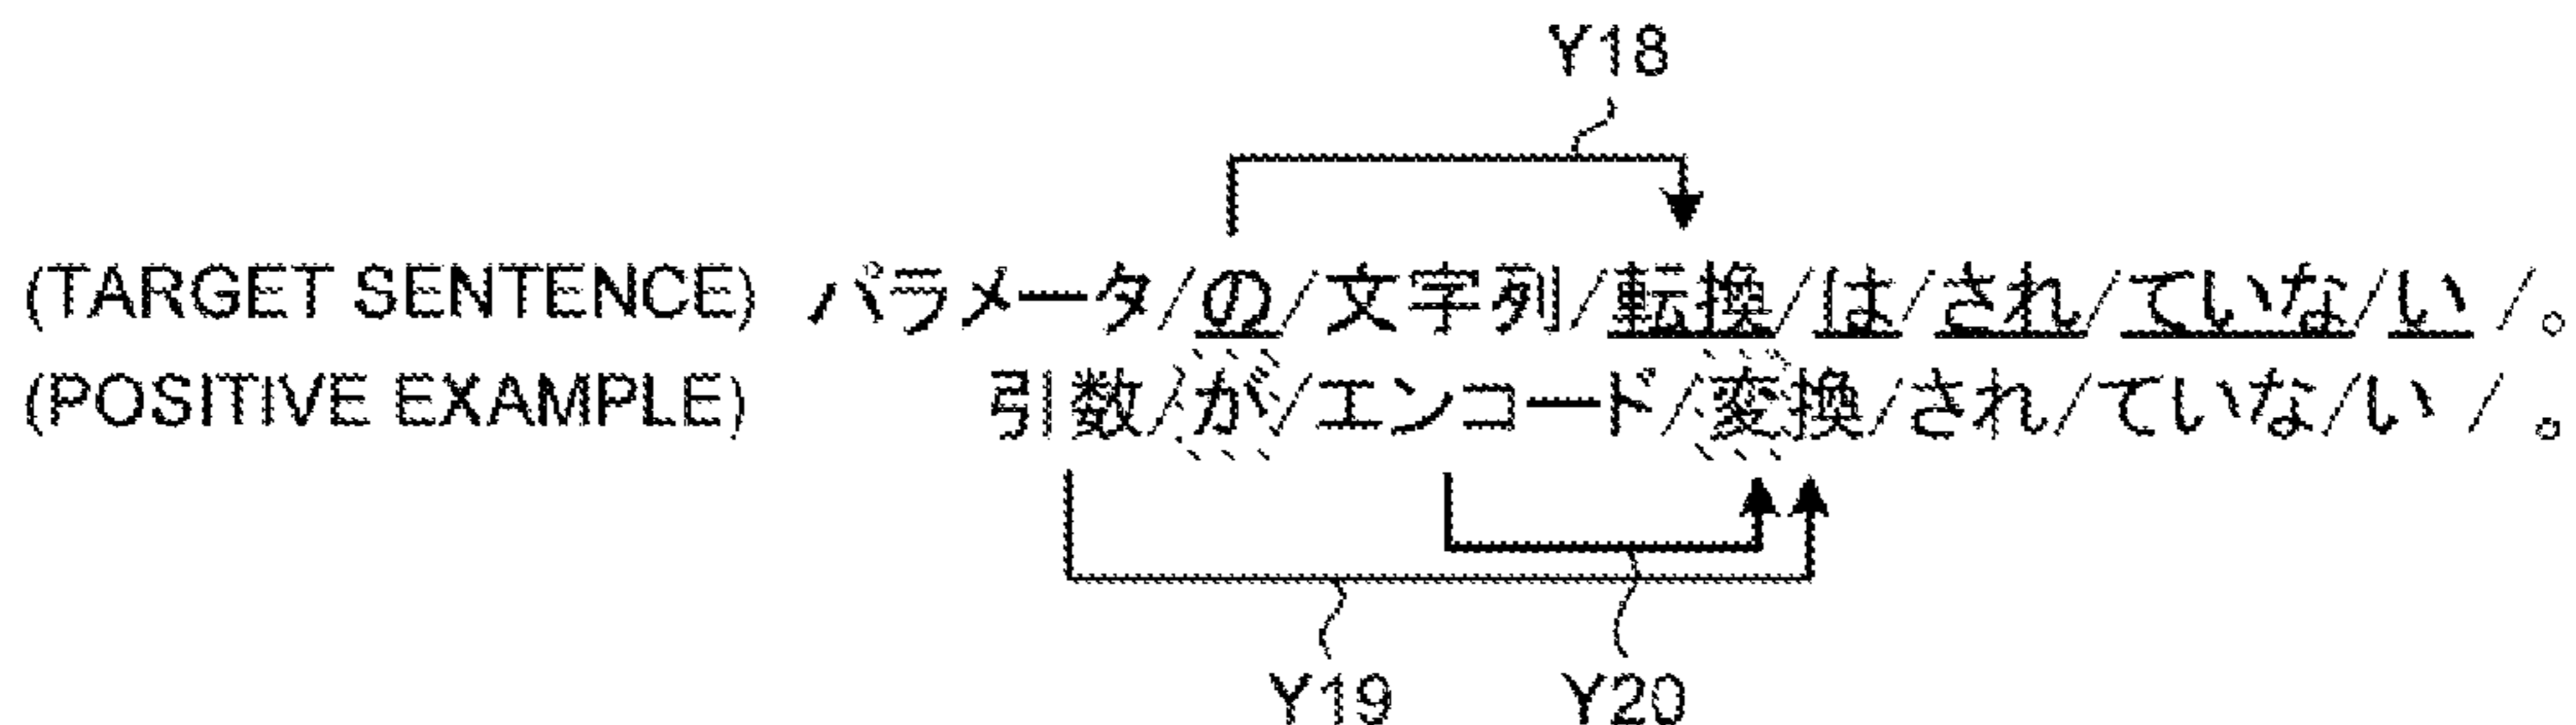 Y18
(TARGET SENTENCE) パラメータ/の/文字列/転換/は/され/ていな/い/。
(POSITIVE EXAMPLE) 引数/が/エンコード/変換/され/ていな/い/。
Y19 Y20